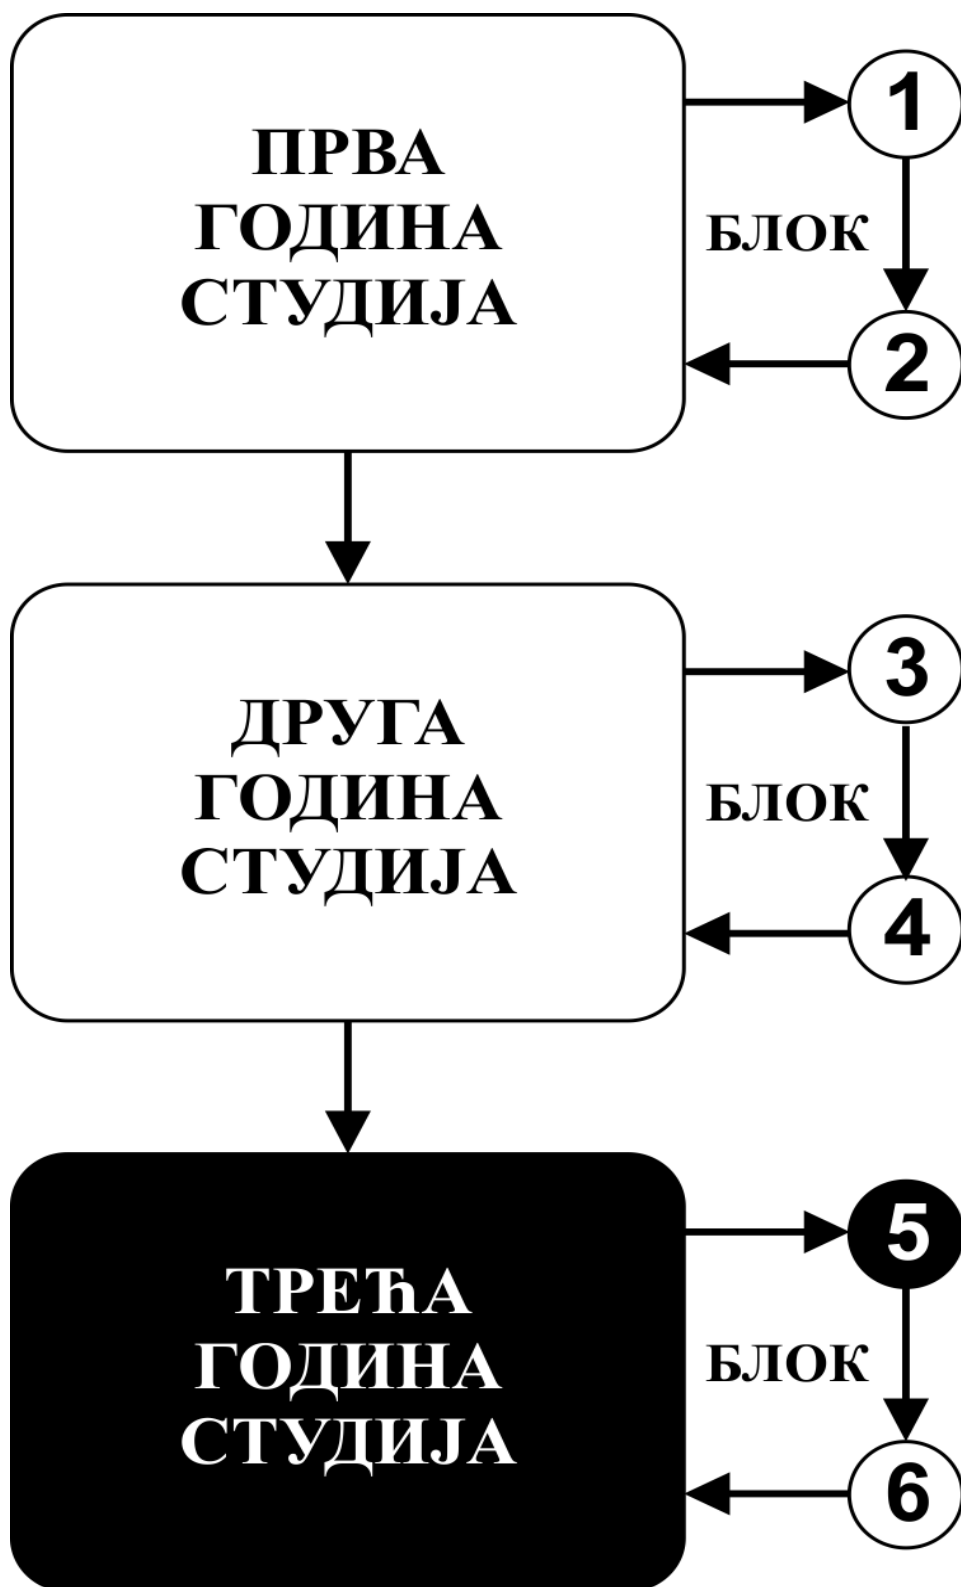 ПРВА
ГОДИНА
СТУДИЈА
1
БЛОК
2
ДРУГА
ГОДИНА
СТУДИЈА
3
БЛОК
4
ТРЕЋА
ГОДИНА
СТУДИЈА
5
БЛОК
6